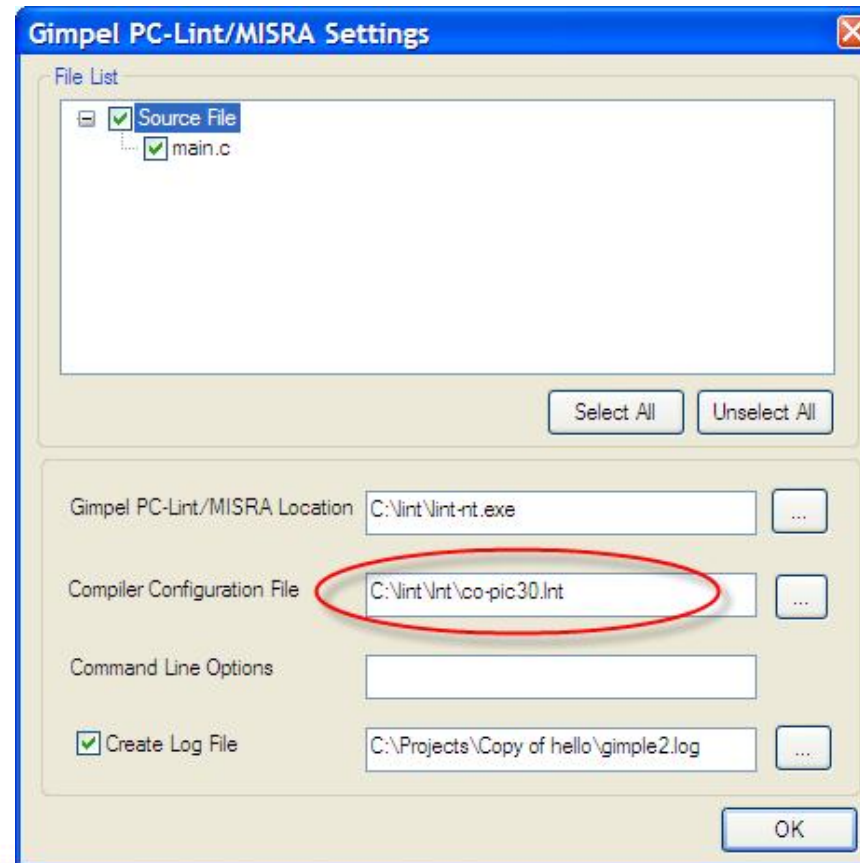 Gimpel PC-Lint/MISRA Settings
File List
Source File
main.c
Select All
Unselect All
Gimpel PC-Lint/MISRA Location
C:\lint\lint-nt.exe
...
Compiler Configuration File
C:\lint\lnt\co-pic30.lnt
...
Command Line Options
Create Log File
C:\Projects\Copy of hello\gimple2.log
...
OK